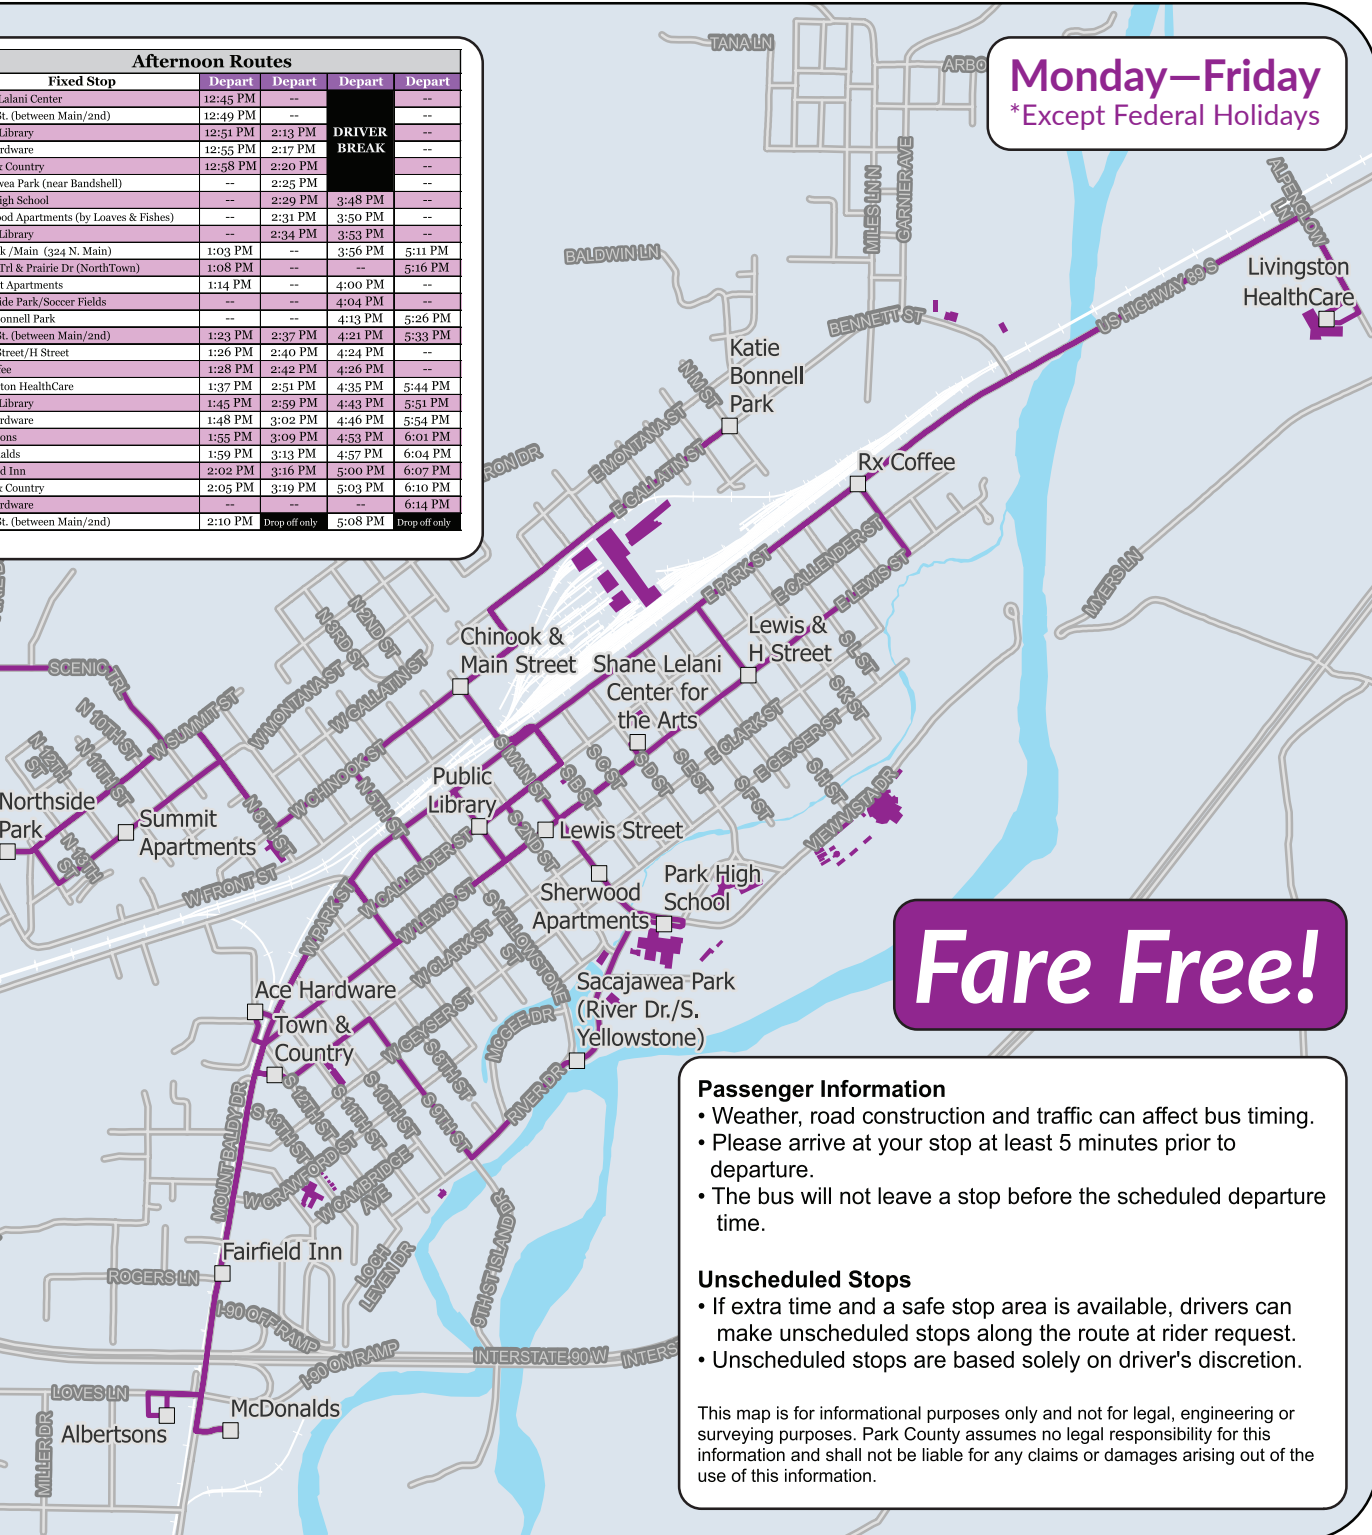 Afternoon Routes
Fixed Stop Depart Depart Depart Depart
Lalani Center 12:45 PM -- --
St. (between Main/2nd) 12:49 PM -- --
Library 12:51 PM 2:13 PM DRIVER --
rdware 12:55 PM 2:17 PM BREAK --
x Country 12:58 PM 2:20 PM --
wea Park (near Bandshell) -- 2:25 PM --
igh School -- 2:29 PM 3:48 PM --
ood Apartments (by Loaves & Fishes) -- 2:31 PM 3:50 PM --
Library -- 2:34 PM 3:53 PM --
k /Main (324 N. Main) 1:03 PM -- 3:56 PM 5:11 PM
Trl & Prairie Dr (NorthTown) 1:08 PM -- -- 5:16 PM
t Apartments 1:14 PM -- 4:00 PM --
ide Park/Soccer Fields -- -- 4:04 PM --
onnell Park -- -- 4:13 PM 5:26 PM
St. (between Main/2nd) 1:23 PM 2:37 PM 4:21 PM 5:33 PM
Street/H Street 1:26 PM 2:40 PM 4:24 PM --
fee 1:28 PM 2:42 PM 4:26 PM --
ton HealthCare 1:37 PM 2:51 PM 4:35 PM 5:44 PM
Library 1:45 PM 2:59 PM 4:43 PM 5:51 PM
rdware 1:48 PM 3:02 PM 4:46 PM 5:54 PM
ons 1:55 PM 3:09 PM 4:53 PM 6:01 PM
alds 1:59 PM 3:13 PM 4:57 PM 6:04 PM
d Inn 2:02 PM 3:16 PM 5:00 PM 6:07 PM
x Country 2:05 PM 3:19 PM 5:03 PM 6:10 PM
rdware -- -- -- 6:14 PM
St. (between Main/2nd) 2:10 PM Drop off only 5:08 PM Drop off only
Monday—Friday
*Except Federal Holidays
TANA LN
ARBO
MILES LN N
GARNIER AVE
ALPENGLOW
LN
BALDWIN LN
BENNETT ST
US HIGHWAY 89 S
Livingston
HealthCare
Katie
Bonnell
Park
N M ST
E MONTANA ST
E GALLATIN ST
RON DR
Rx Coffee
E PARK ST
E CALLENDER ST
E LEWIS ST
MYERS LN
N 2ND ST
N 3RD ST
Chinook &
Main Street
Shane Lelani
Center for
the Arts
Lewis &
H Street
SCENIC TRL
W MONTANA ST
W GALLATIN ST
W SUMMIT ST
N 10TH ST
N 11TH ST
N 12TH
ST
N 13TH
ST
N 8TH ST
W CHINOOK ST
N 5TH ST
S L ST
S K ST
E CLARK ST
E GEYSER ST
S H ST
S F ST
S E ST
S D ST
S C ST
S B ST
S MAIN ST
S 2ND ST
VIEW VISTA DR
Northside
Park
Summit
Apartments
Public
Library
Lewis Street
W FRONT ST
W PARK ST
W CALLENDER ST
W LEWIS ST
W CLARK ST
W GEYSER ST
S YELLOWSTONE
ST
Sherwood
Apartments
Park High
School
Sacajawea Park
(River Dr./S.
Yellowstone)
Ace Hardware
Town &
Country
MCGEE DR
RIVER DR
S 8TH ST
S 9TH ST
S 10TH ST
S 11TH ST
S 12TH ST
S 13TH ST
W CRAWFORD ST
W CAMBRIDGE
AVE
MOUNT BALDY DR
Fairfield Inn
ROGERS LN
LOCH
LEVEN DR
9TH ST ISLAND RD
I-90 OFF RAMP
I-90 ON RAMP
INTERSTATE 90 W
INTERS
LOVES LN
MILLER DR
Albertsons
McDonalds
Fare Free!
Passenger Information
• Weather, road construction and traffic can affect bus timing.
• Please arrive at your stop at least 5 minutes prior to
departure.
• The bus will not leave a stop before the scheduled departure
time.
Unscheduled Stops
• If extra time and a safe stop area is available, drivers can
make unscheduled stops along the route at rider request.
• Unscheduled stops are based solely on driver's discretion.
This map is for informational purposes only and not for legal, engineering or
surveying purposes. Park County assumes no legal responsibility for this
information and shall not be liable for any claims or damages arising out of the
use of this information.